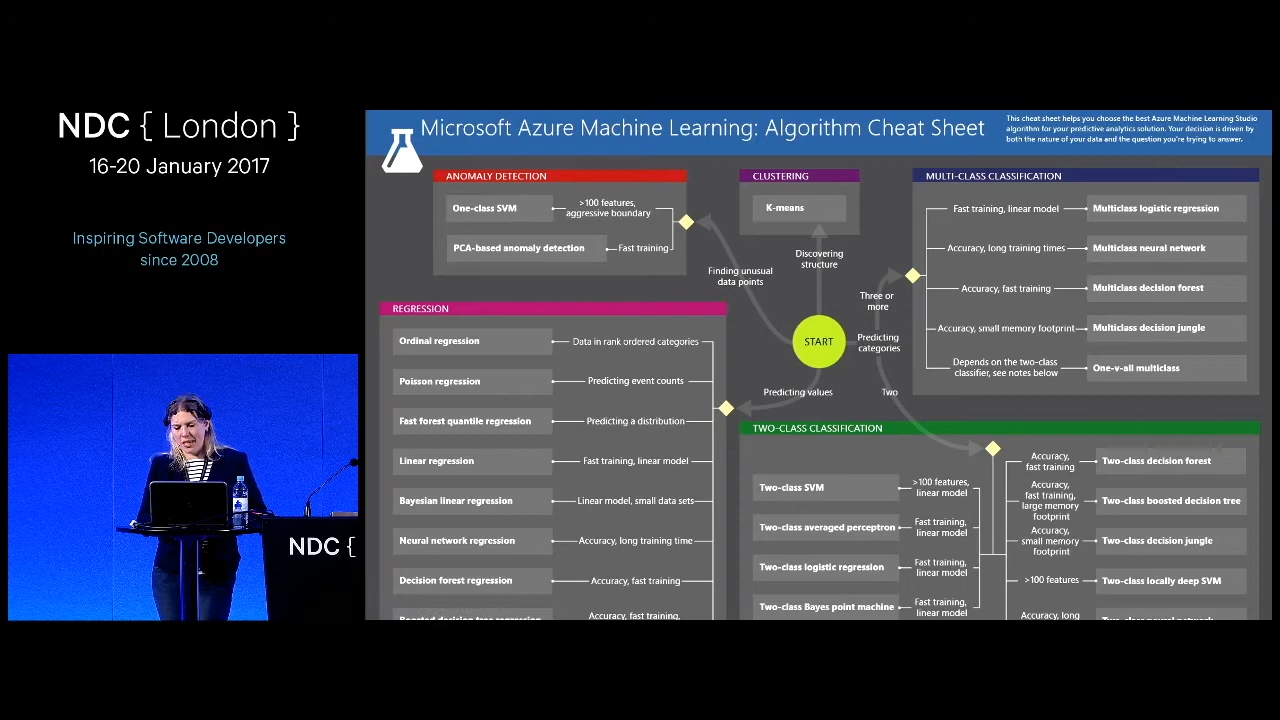 NDC { London }
16-20 January 2017
Inspiring Software Developers
since 2008
NDC {
Microsoft Azure Machine Learning: Algorithm Cheat Sheet
This cheat sheet helps you choose the best Azure Machine Learning Studio
algorithm for your predictive analytics solution. Your decision is driven by
both the nature of your data and the question you're trying to answer.
ANOMALY DETECTION
One-class SVM
>100 features,
aggressive boundary
PCA-based anomaly detection
Fast training
CLUSTERING
K-means
Discovering
structure
Finding unusual
data points
START
Three or
more
Predicting
categories
Two
Predicting values
MULTI-CLASS CLASSIFICATION
Fast training, linear model
Multiclass logistic regression
Accuracy, long training times
Multiclass neural network
Accuracy, fast training
Multiclass decision forest
Accuracy, small memory footprint
Multiclass decision jungle
Depends on the two-class
classifier, see notes below
One-v-all multiclass
REGRESSION
Ordinal regression
Data in rank ordered categories
Poisson regression
Predicting event counts
Fast forest quantile regression
Predicting a distribution
Linear regression
Fast training, linear model
Bayesian linear regression
Linear model, small data sets
Neural network regression
Accuracy, long training time
Decision forest regression
Accuracy, fast training
Boosted decision tree regression
Accuracy, fast training,
TWO-CLASS CLASSIFICATION
Two-class SVM
>100 features,
linear model
Two-class averaged perceptron
Fast training,
linear model
Two-class logistic regression
Fast training,
linear model
Two-class Bayes point machine
Fast training,
linear model
Accuracy,
fast training
Two-class decision forest
Accuracy,
fast training,
large memory
footprint
Two-class boosted decision tree
Accuracy,
small memory
footprint
Two-class decision jungle
>100 features
Two-class locally deep SVM
Accuracy, long
Two-class neural network